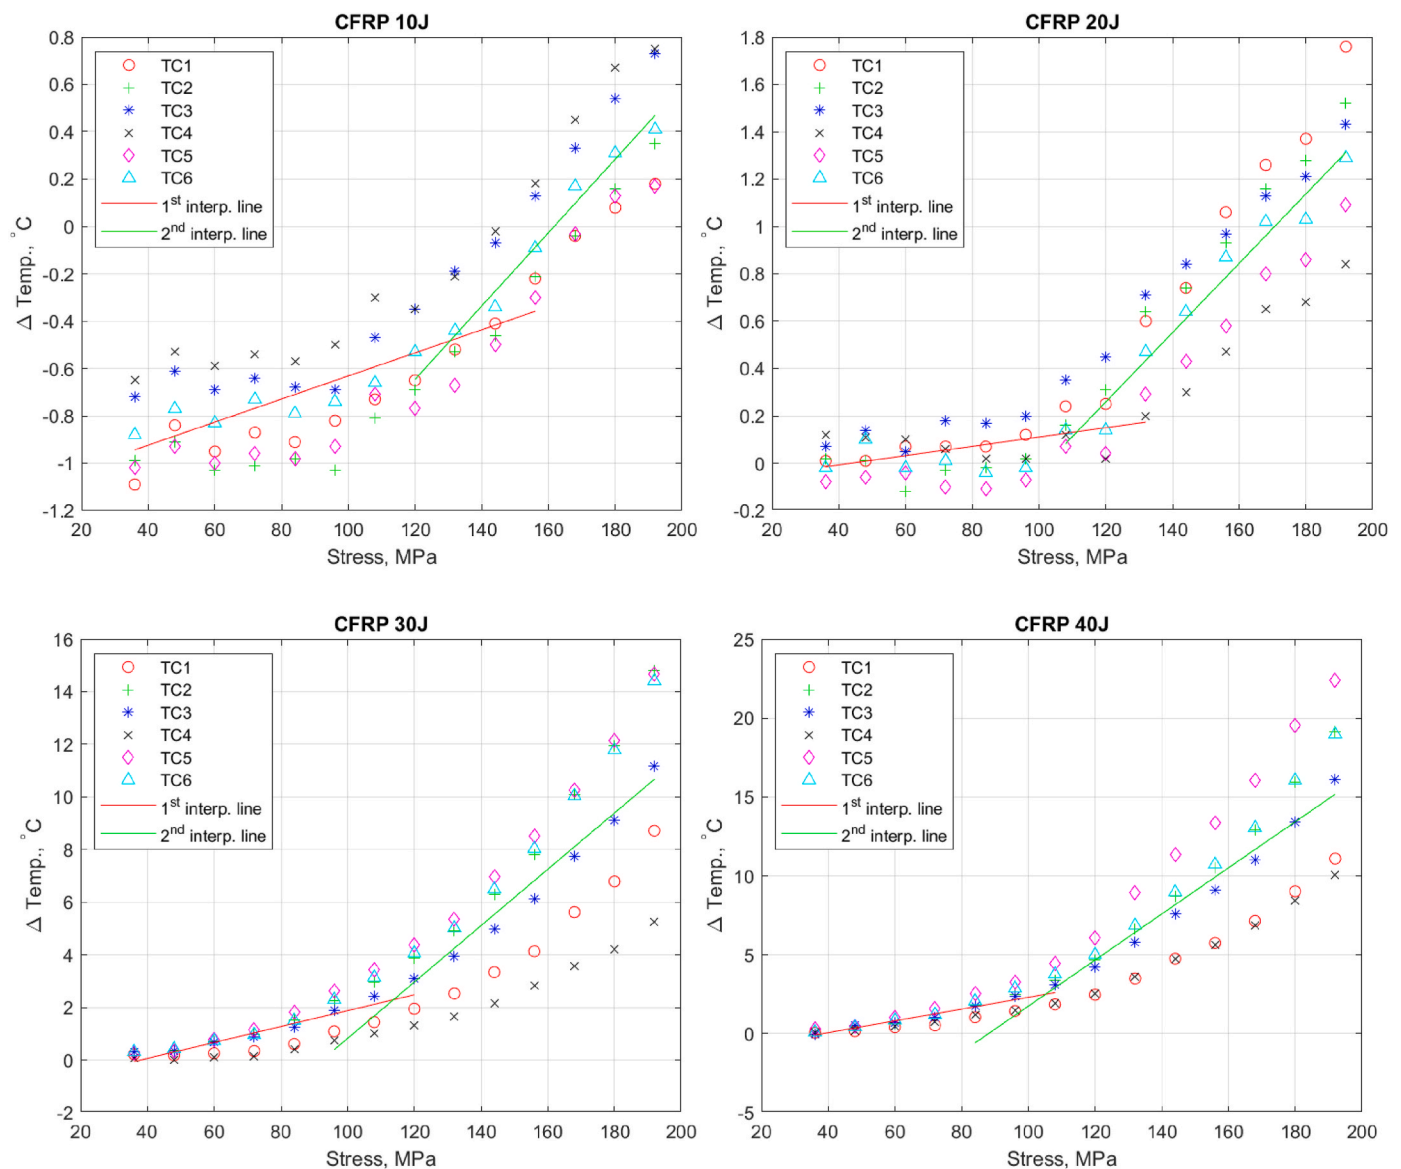 CFRP 10J
0.8
0.6
0.4
0.2
0
-0.2
-0.4
-0.6
-0.8
-1
-1.2
Δ Temp., °C
TC1
TC2
TC3
TC4
TC5
TC6
1st interp. line
2nd interp. line
20 40 60 80 100 120 140 160 180 200
Stress, MPa
CFRP 20J
1.8
1.6
1.4
1.2
1
0.8
0.6
0.4
0.2
0
-0.2
Δ Temp., °C
TC1
TC2
TC3
TC4
TC5
TC6
1st interp. line
2nd interp. line
20 40 60 80 100 120 140 160 180 200
Stress, MPa
CFRP 30J
16
14
12
10
8
6
4
2
0
-2
Δ Temp., °C
TC1
TC2
TC3
TC4
TC5
TC6
1st interp. line
2nd interp. line
20 40 60 80 100 120 140 160 180 200
Stress, MPa
CFRP 40J
25
20
15
10
5
0
-5
Δ Temp., °C
TC1
TC2
TC3
TC4
TC5
TC6
1st interp. line
2nd interp. line
20 40 60 80 100 120 140 160 180 200
Stress, MPa